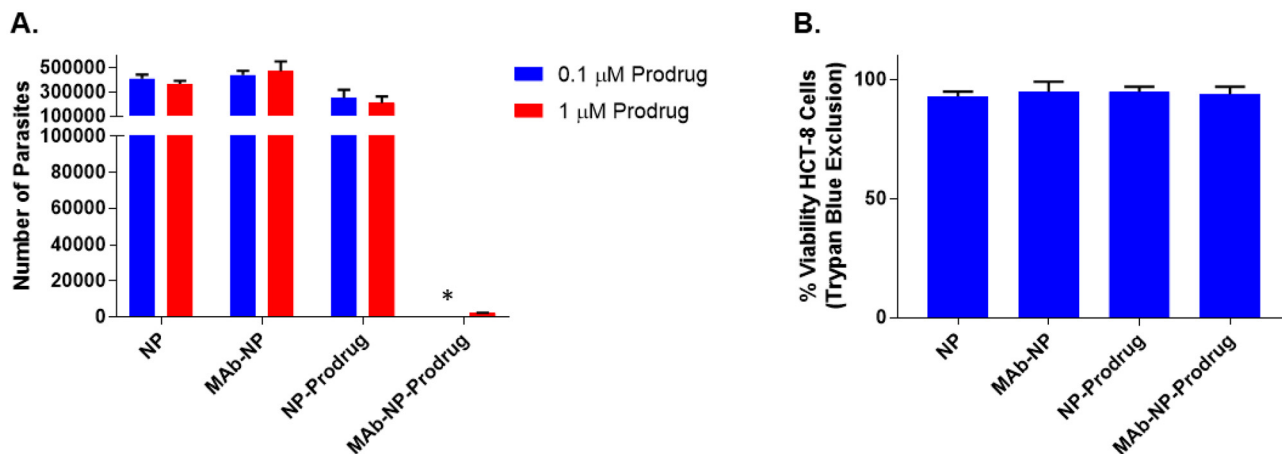 A.
Number of Parasites
500000
400000
300000
200000
100000
100000
80000
60000
40000
20000
0
*
NP
MAb-NP
NP-Prodrug
MAb-NP-Prodrug
0.1 μM Prodrug
1 μM Prodrug
B.
% Viability HCT-8 Cells
(Trypan Blue Exclusion)
100
50
0
NP
MAb-NP
NP-Prodrug
MAb-NP-Prodrug